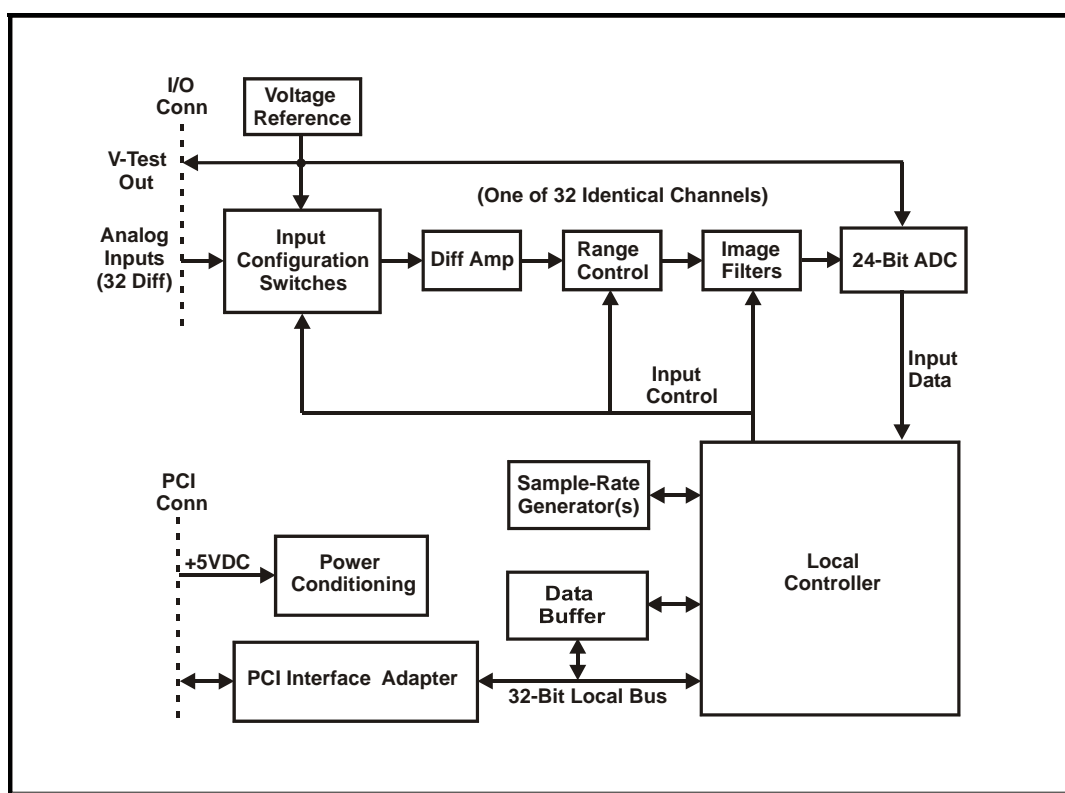 I/O
Conn
Voltage
Reference
V-Test
Out
(One of 32 Identical Channels)
Analog
Inputs
(32 Diff)
Input
Configuration
Switches
Diff Amp
Range
Control
Image
Filters
24-Bit ADC
Input
Control
Input
Data
PCI
Conn
Sample-Rate
Generator(s)
+5VDC
Power
Conditioning
Local
Controller
Data
Buffer
PCI Interface Adapter
32-Bit Local Bus